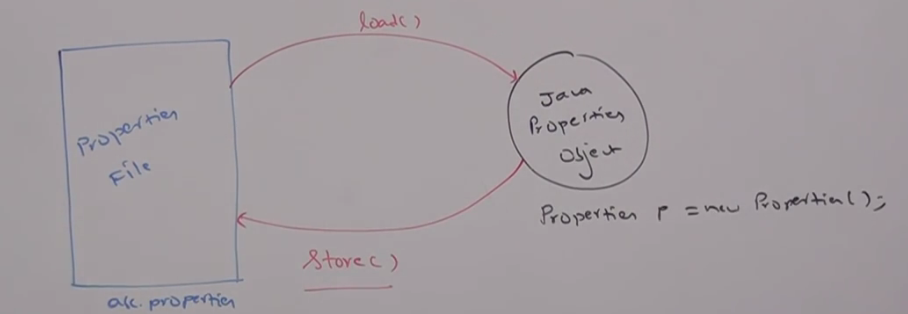 load()
Properties
File
Java
Properties
Object
Properties p = new Properties();
Store()
abc.properties